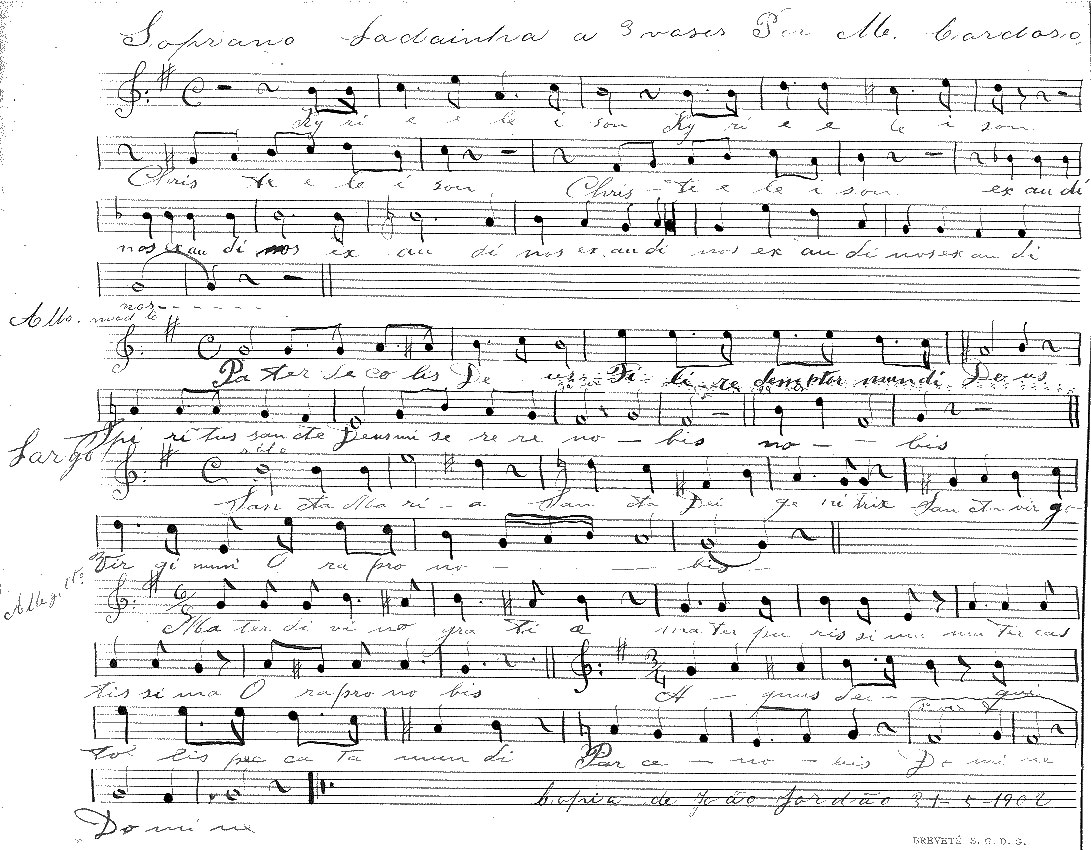 Soprano Ladainha a 3 vozes Por M. Cardoso
Ky ri e e le i son Ky ri e e le i son
Chris te e le i son Chris - te e le i son ex au di
nos ex au di nos ex au di nos ex au di nos ex au di nos ex au di
nos - - - - - -
Allo. mod to
Pa ter de co lis De us Fi li re demptor mundi De us
Spi ri tus san cte Deus mi se re re no - bis no - - bis
Largo
San cta Ma ri - a San cta Dei ge ni trix San cta vir go
Vir gi num O ra pro no - - bis
Alleg. tto
Ma ter di vi no gra ti æ ma ter pu ris si ma ma ter cas
tis si ma O ra pro no bis A - gnus dei - - qui
tol lis pec ca ta mun di Par ce - no - bis Do mi ne
Copia de João Jordão 31-5-1902
Do mi ne
BREVETÉ S. G. D. G.